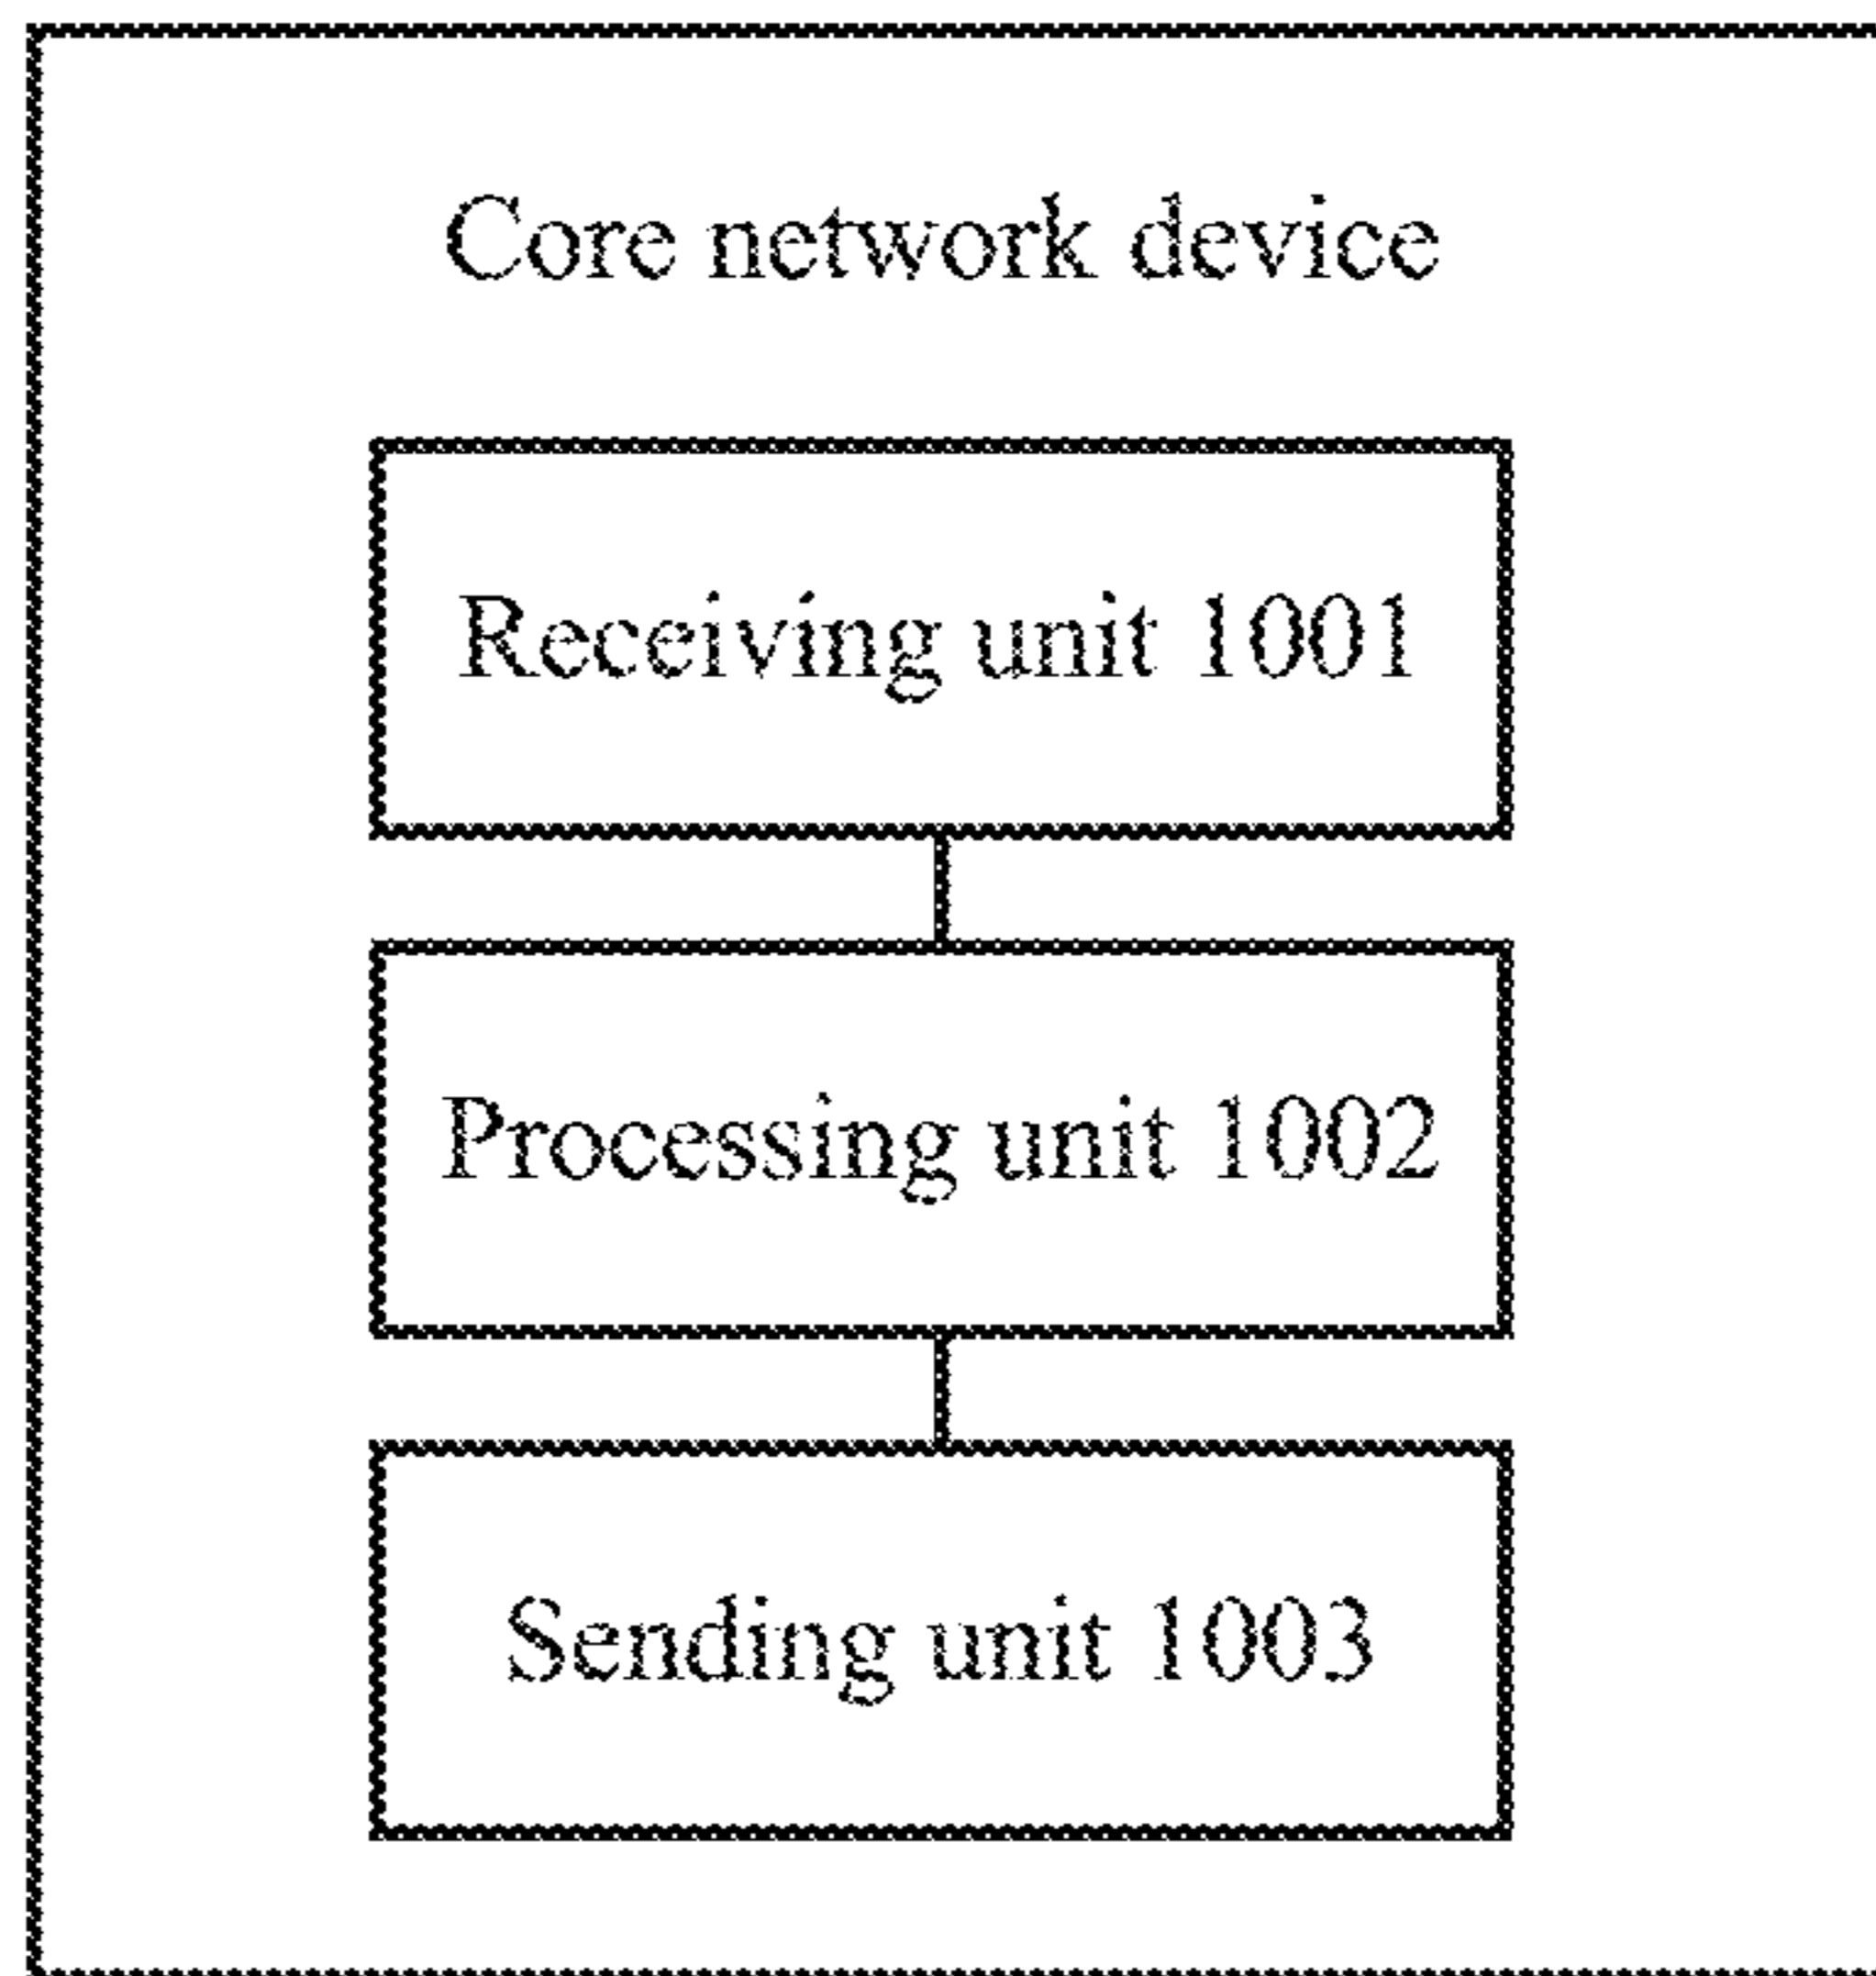 Core network device
Receiving unit 1001
Processing unit 1002
Sending unit 1003